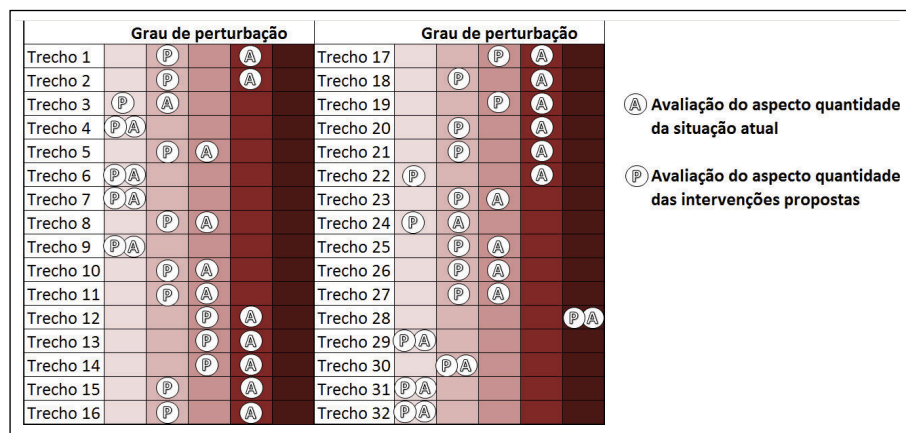 Grau de perturbação Grau de perturbação
Trecho 1 P A Trecho 17 P A
Trecho 2 P A Trecho 18 P A
Trecho 3 P A Trecho 19 P A
Trecho 4 P A Trecho 20 P A
Trecho 5 P A Trecho 21 P A
Trecho 6 P A Trecho 22 P A
Trecho 7 P A Trecho 23 P A
Trecho 8 P A Trecho 24 P A
Trecho 9 P A Trecho 25 P A
Trecho 10 P A Trecho 26 P A
Trecho 11 P A Trecho 27 P A
Trecho 12 P A Trecho 28 P A
Trecho 13 P A Trecho 29 P A
Trecho 14 P A Trecho 30 P A
Trecho 15 P A Trecho 31 P A
Trecho 16 P A Trecho 32 P A
A Avaliação do aspecto quantidade
da situação atual
P Avaliação do aspecto quantidade
das intervenções propostas